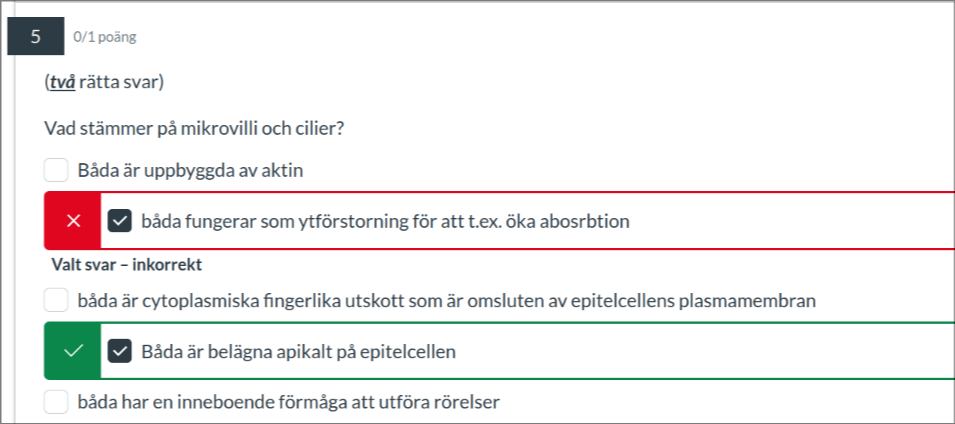 5 0/1 poäng
(två rätta svar)
Vad stämmer på mikrovilli och cilier?
Båda är uppbyggda av aktin
båda fungerar som ytförstorning för att t.ex. öka abosrbtion
Valt svar – inkorrekt
båda är cytoplasmiska fingerlika utskott som är omsluten av epitelcellens plasmamembran
Båda är belägna apikalt på epitelcellen
båda har en inneboende förmåga att utföra rörelser